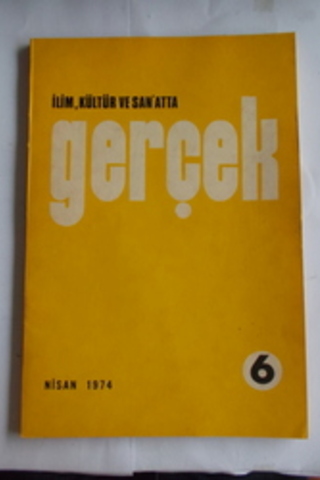 İLİM, KÜLTÜR VE SAN'ATTA
gerçek
NİSAN 1974
6